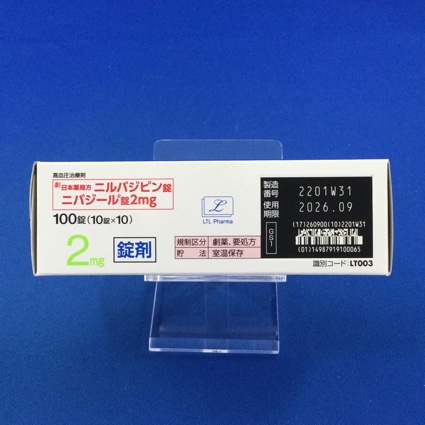 高血圧治療剤
劇 日本薬局方 ニルバジピン錠
ニバジール®錠2mg
100錠(10錠×10)
2mg 錠剤
L
LTL Pharma
規制区分 劇薬、要処方
貯法 室温保存
製造番号 2201W31
使用期限 2026.09
GS1
(17)260900(10)2201W31
(01)14987919100065
識別コード:LT003